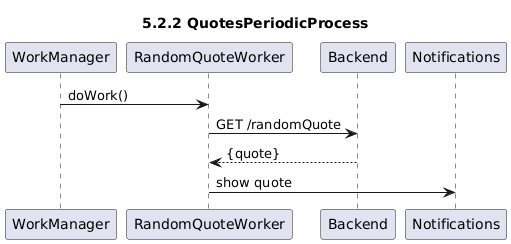 5.2.2 QuotesPeriodicProcess
WorkManager RandomQuoteWorker Backend Notifications
doWork()
GET /randomQuote
{quote}
show quote
WorkManager RandomQuoteWorker Backend Notifications